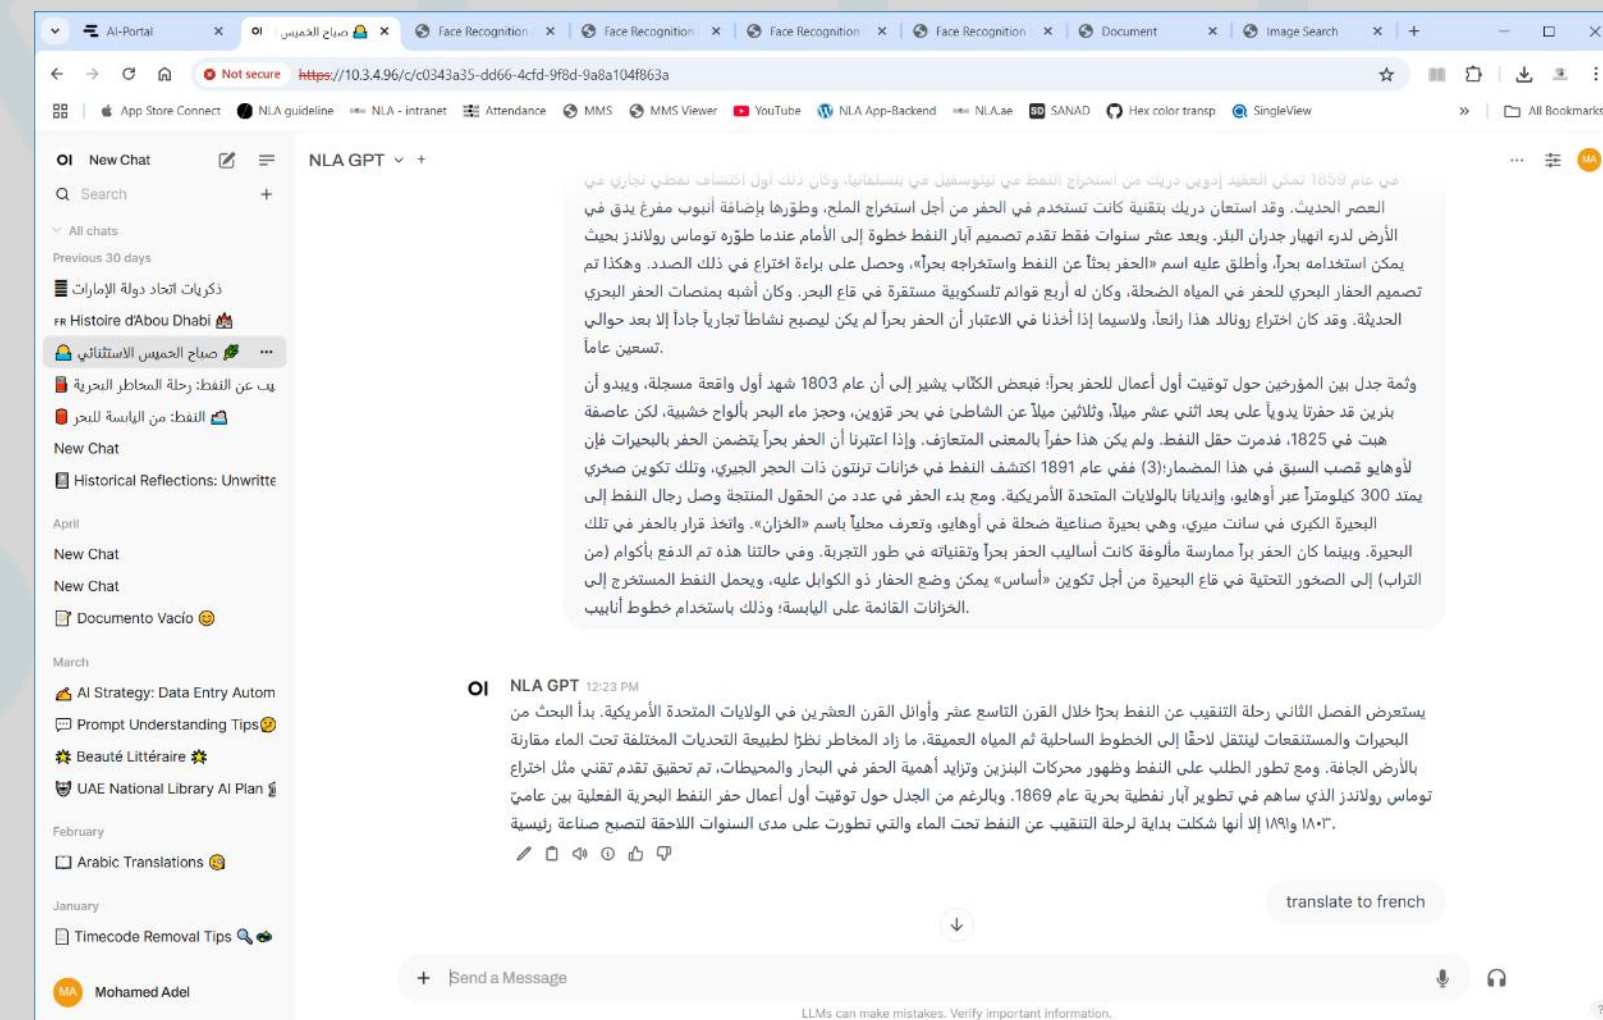 AI-Portal
صباح الخميس
Face Recognition
Face Recognition
Face Recognition
Face Recognition
Document
Image Search
Not secure https://10.3.4.96/c/c0343a35-dd66-4cfd-9f8d-9a8a104f863a
App Store Connect
NLA guideline
NLA - intranet
Attendance
MMS
MMS Viewer
YouTube
NLA App-Backend
NLA.ae
SD SANAD
Hex color transp
SingleView
All Bookmarks
OI New Chat
Search
All chats
Previous 30 days
ذكريات اتحاد دولة الإمارات
FR Histoire d'Abou Dhabi
صباح الخميس الاستثنائي
يب عن النفط: رحلة المخاطر البحرية
النفط: من اليابسة للبحر
New Chat
Historical Reflections: Unwritte
April
New Chat
New Chat
Documento Vacío
March
AI Strategy: Data Entry Autom
Prompt Understanding Tips
Beauté Littéraire
UAE National Library AI Plan
February
Arabic Translations
January
Timecode Removal Tips
MA Mohamed Adel
NLA GPT
MA
في عام 1859 تمكن العقيد إدوين دريك من استخراج النفط في تيتوسفيل في بنسلفانيا، وكان ذلك أول اكتشاف نفطي تجاري في
العصر الحديث. وقد استعان دريك بتقنية كانت تستخدم في الحفر من أجل استخراج الملح، وطوّرها بإضافة أنبوب مفرغ يدق في
الأرض لدرء انهيار جدران البئر. وبعد عشر سنوات فقط تقدم تصميم آبار النفط خطوة إلى الأمام عندما طوّره توماس رولاندز بحيث
يمكن استخدامه بحراً، وأطلق عليه اسم «الحفر بحثاً عن النفط واستخراجه بحراً»، وحصل على براءة اختراع في ذلك الصدد. وهكذا تم
تصميم الحفار البحري للحفر في المياه الضحلة، وكان له أربع قوائم تلسكوبية مستقرة في قاع البحر. وكان أشبه بمنصات الحفر البحري
الحديثة. وقد كان اختراع رونالد هذا رائعاً، ولاسيما إذا أخذنا في الاعتبار أن الحفر بحراً لم يكن ليصبح نشاطاً تجارياً جاداً إلا بعد حوالي
تسعين عاماً.
وثمة جدل بين المؤرخين حول توقيت أول أعمال للحفر بحراً؛ فبعض الكتّاب يشير إلى أن عام 1803 شهد أول واقعة مسجلة، ويبدو أن
بئرين قد حفرتا يدوياً على بعد اثني عشر ميلاً، وثلاثين ميلاً عن الشاطئ في بحر قزوين، وحجز ماء البحر بألواح خشبية، لكن عاصفة
هبت في 1825، فدمرت حقل النفط. ولم يكن هذا حفراً بالمعنى المتعارف. وإذا اعتبرنا أن الحفر بحراً يتضمن الحفر بالبحيرات فإن
لأوهايو قصب السبق في هذا المضمار؛(3) ففي عام 1891 اكتشف النفط في خزانات ترنتون ذات الحجر الجيري، وتلك تكوين صخري
يمتد 300 كيلومتراً عبر أوهايو، وإنديانا بالولايات المتحدة الأمريكية. ومع بدء الحفر في عدد من الحقول المنتجة وصل رجال النفط إلى
البحيرة الكبرى في سانت ميري، وهي بحيرة صناعية ضحلة في أوهايو، وتعرف محلياً باسم «الخزان». واتخذ قرار بالحفر في تلك
البحيرة. وبينما كان الحفر براً ممارسة مألوفة كانت أساليب الحفر بحراً وتقنياته في طور التجربة. وفي حالتنا هذه تم الدفع بأكوام (من
التراب) إلى الصخور التحتية في قاع البحيرة من أجل تكوين «أساس» يمكن وضع الحفار ذو الكوابل عليه، ويحمل النفط المستخرج إلى
الخزانات القائمة على اليابسة؛ وذلك باستخدام خطوط أنابيب.
OI NLA GPT 12:23 PM
يستعرض الفصل الثاني رحلة التنقيب عن النفط بحرًا خلال القرن التاسع عشر وأوائل القرن العشرين في الولايات المتحدة الأمريكية. بدأ البحث من
البحيرات والمستنقعات لينتقل لاحقًا إلى الخطوط الساحلية ثم المياه العميقة، ما زاد المخاطر نظرًا لطبيعة التحديات المختلفة تحت الماء مقارنة
بالأرض الجافة. ومع تطور الطلب على النفط وظهور محركات البنزين وتزايد أهمية الحفر في البحار والمحيطات، تم تحقيق تقدم تقني مثل اختراع
توماس رولاندز الذي ساهم في تطوير آبار نفطية بحرية عام 1869. وبالرغم من الجدل حول توقيت أول أعمال حفر النفط البحرية الفعلية بين عاميّ
١٨٠٣ و١٨٩١ إلا أنها شكلت بداية لرحلة التنقيب عن النفط تحت الماء والتي تطورت على مدى السنوات اللاحقة لتصبح صناعة رئيسية.
translate to french
Send a Message
LLMs can make mistakes. Verify important information.